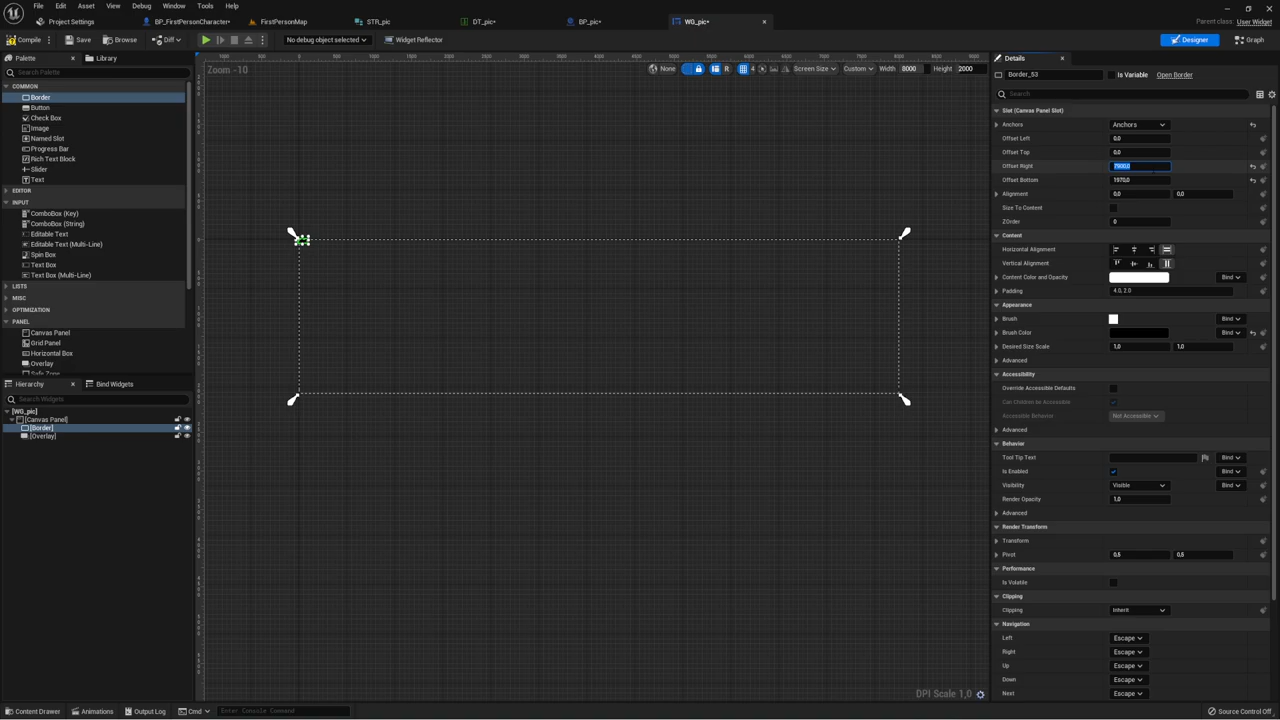 File Edit Asset View Debug Window Tools Help
Parent class: User Widget
Project Settings BP_FirstPersonCharacter* FirstPersonMap STR_pic DT_pic* BP_pic* WG_pic*
Compile Save Browse Diff No debug object selected Widget Reflector Designer Graph
Palette Library
Search Palette
COMMON
Border
Button
Check Box
Image
Named Slot
Progress Bar
Rich Text Block
Slider
Text
EDITOR
INPUT
ComboBox (Key)
ComboBox (String)
Editable Text
Editable Text (Multi-Line)
Spin Box
Text Box
Text Box (Multi-Line)
LISTS
MISC
OPTIMIZATION
PANEL
Canvas Panel
Grid Panel
Horizontal Box
Overlay
Safe Zone
Hierarchy Bind Widgets
Search Widgets
[WG_pic]
[Canvas Panel]
[Border]
[Overlay]
Zoom -10
None R 4 Screen Size Custom Width 8000 Height 2000
DPI Scale 1,0
Details
Border_53 Is Variable Open Border
Search
Slot (Canvas Panel Slot)
Anchors Anchors
Offset Left 0,0
Offset Top 0,0
Offset Right
Offset Bottom 1970,0
Alignment 0,0 0,0
Size To Content
ZOrder 0
Content
Horizontal Alignment
Vertical Alignment
Content Color and Opacity Bind
Padding 4.0, 2.0
Appearance
Brush Bind
Brush Color Bind
Desired Size Scale 1,0 1,0
Advanced
Accessibility
Override Accessible Defaults
Can Children be Accessible
Accessible Behavior Not Accessible
Advanced
Behavior
Tool Tip Text Bind
Is Enabled Bind
Visibility Visible Bind
Render Opacity 1,0
Advanced
Render Transform
Transform
Pivot 0,5 0,5
Performance
Is Volatile
Clipping
Clipping Inherit
Navigation
Left Escape
Right Escape
Up Escape
Down Escape
Next Escape
Content Drawer Animations Output Log Cmd Enter Console Command Source Control Off